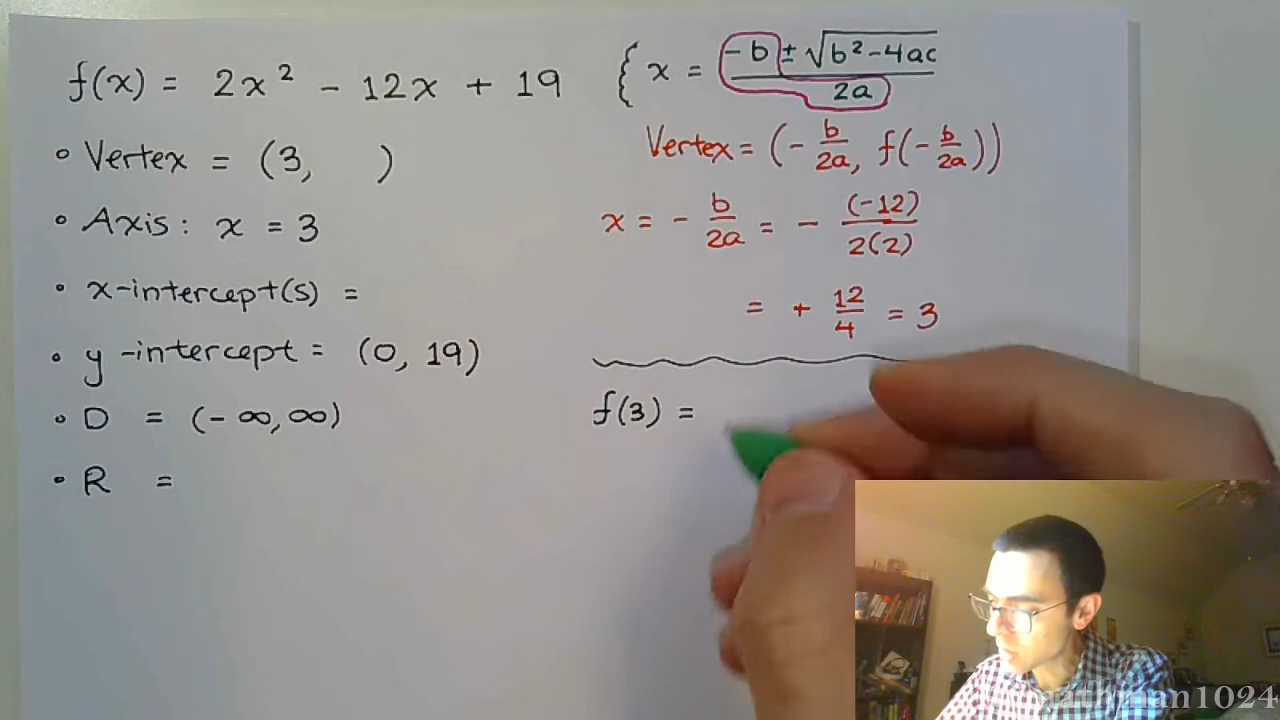 f(x) = 2x² - 12x + 19
• Vertex = (3, )
• Axis: x = 3
• x-intercept(s) =
• y-intercept = (0, 19)
• D = (-∞, ∞)
• R =
{ x = (-b ± √(b² - 4ac)) / 2a
Vertex = (-b/2a, f(-b/2a))
x = - b/2a = - (-12)/2(2)
= + 12/4 = 3
f(3) =
mathman1024